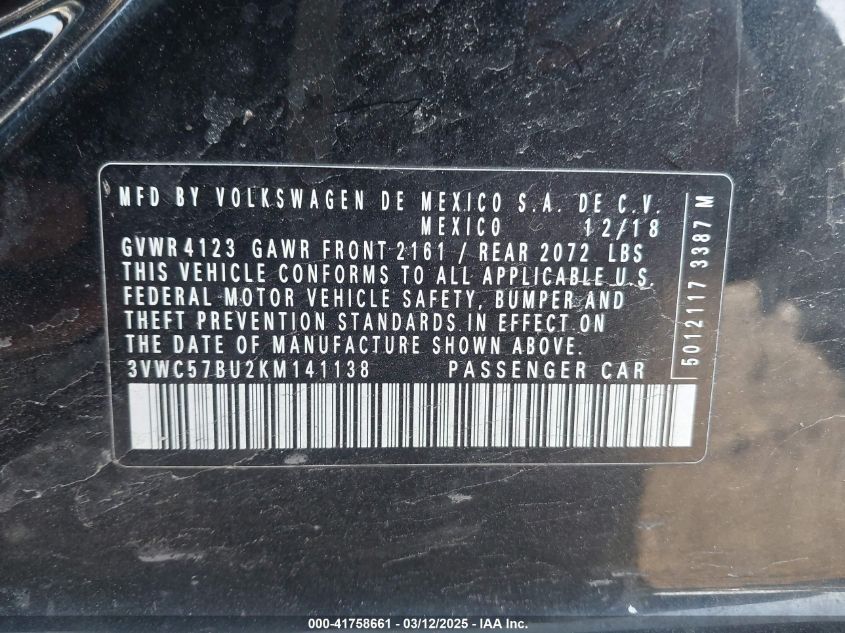 MFD BY VOLKSWAGEN DE MEXICO S.A. DE C.V.
MEXICO 12/18
GVWR 4123 GAWR FRONT 2161 / REAR 2072 LBS
THIS VEHICLE CONFORMS TO ALL APPLICABLE U.S.
FEDERAL MOTOR VEHICLE SAFETY, BUMPER AND
THEFT PREVENTION STANDARDS IN EFFECT ON
THE DATE OF MANUFACTURE SHOWN ABOVE.
3VWC57BU2KM141138 PASSENGER CAR
5012117 3387 M
000-41758661 - 03/12/2025 - IAA Inc.